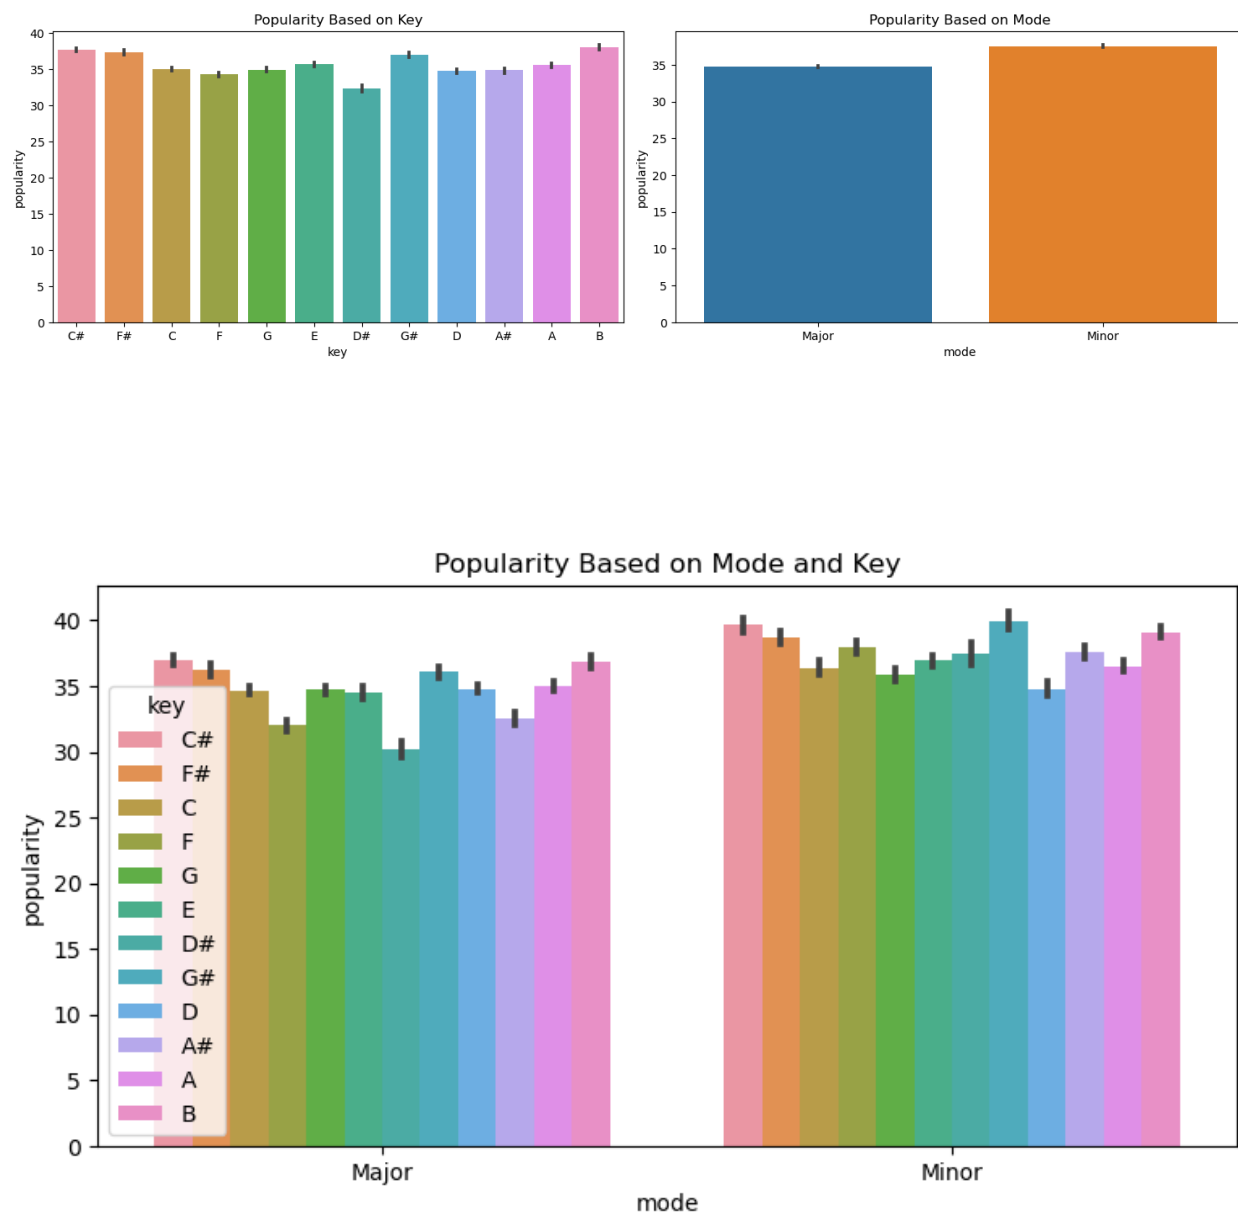 Popularity Based on Key
40
35
30
25
20
15
10
5
0
popularity
C# F# C F G E D# G# D A# A B
key
Popularity Based on Mode
35
30
25
20
15
10
5
0
popularity
Major Minor
mode
Popularity Based on Mode and Key
40
35
30
25
20
15
10
5
0
popularity
key
C#
F#
C
F
G
E
D#
G#
D
A#
A
B
Major Minor
mode